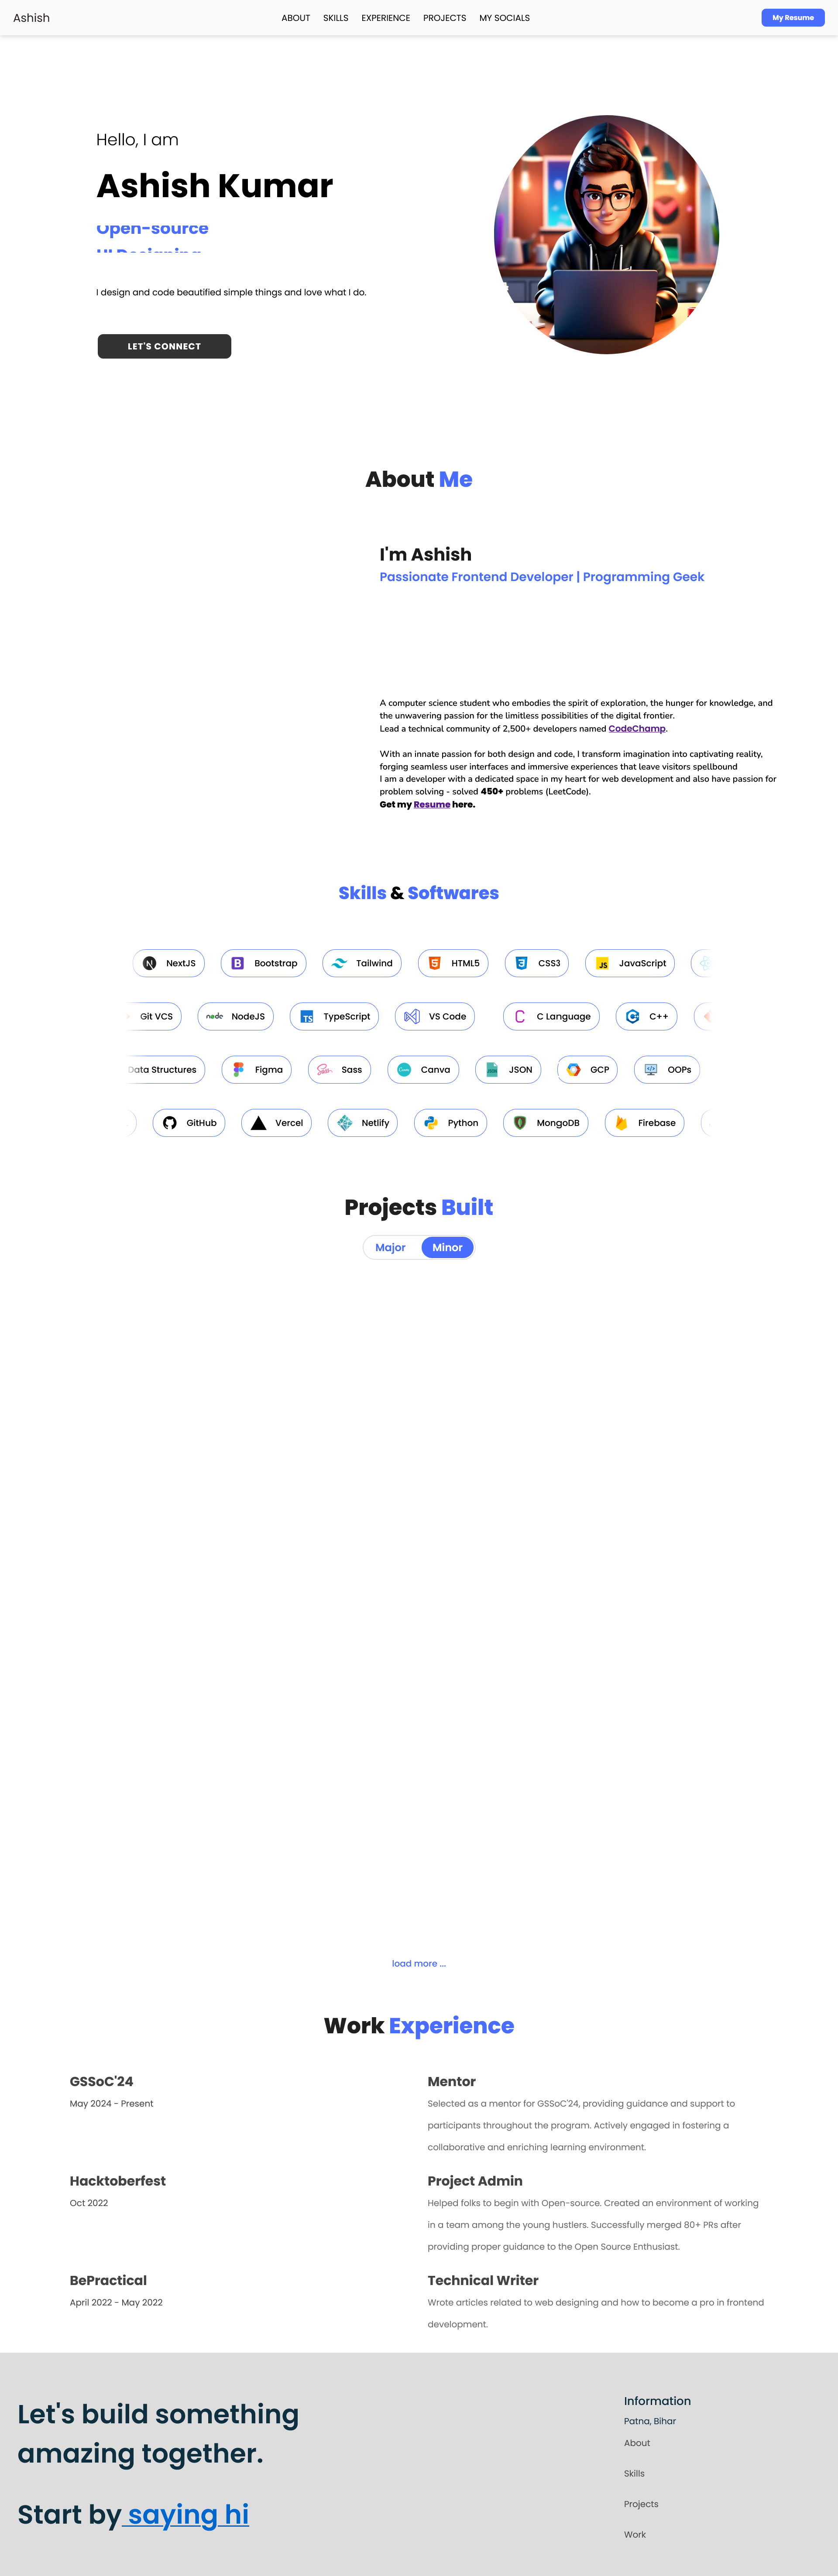 Ashish
ABOUT SKILLS EXPERIENCE PROJECTS MY SOCIALS
My Resume
Hello, I am
Ashish Kumar
Open-source
UI Designing
I design and code beautified simple things and love what I do.
LET'S CONNECT
About Me
I'm Ashish
Passionate Frontend Developer | Programming Geek
A computer science student who embodies the spirit of exploration, the hunger for knowledge, and
the unwavering passion for the limitless possibilities of the digital frontier.
Lead a technical community of 2,500+ developers named CodeChamp.
With an innate passion for both design and code, I transform imagination into captivating reality,
forging seamless user interfaces and immersive experiences that leave visitors spellbound
I am a developer with a dedicated space in my heart for web development and also have passion for
problem solving - solved 450+ problems (LeetCode).
Get my Resume here.
Skills & Softwares
NextJS Bootstrap Tailwind HTML5 CSS3 JS JavaScript
Git VCS node NodeJS TS TypeScript VS Code C Language C++
Data Structures Figma Sass Canva JSON GCP OOPs
GitHub Vercel Netlify Python MongoDB Firebase
Projects Built
Major Minor
load more ...
Work Experience
GSSoC'24
May 2024 - Present
Mentor
Selected as a mentor for GSSoC'24, providing guidance and support to
participants throughout the program. Actively engaged in fostering a
collaborative and enriching learning environment.
Hacktoberfest
Oct 2022
Project Admin
Helped folks to begin with Open-source. Created an environment of working
in a team among the young hustlers. Successfully merged 80+ PRs after
providing proper guidance to the Open Source Enthusiast.
BePractical
April 2022 - May 2022
Technical Writer
Wrote articles related to web designing and how to become a pro in frontend
development.
Let's build something
amazing together.
Start by saying hi
Information
Patna, Bihar
About
Skills
Projects
Work